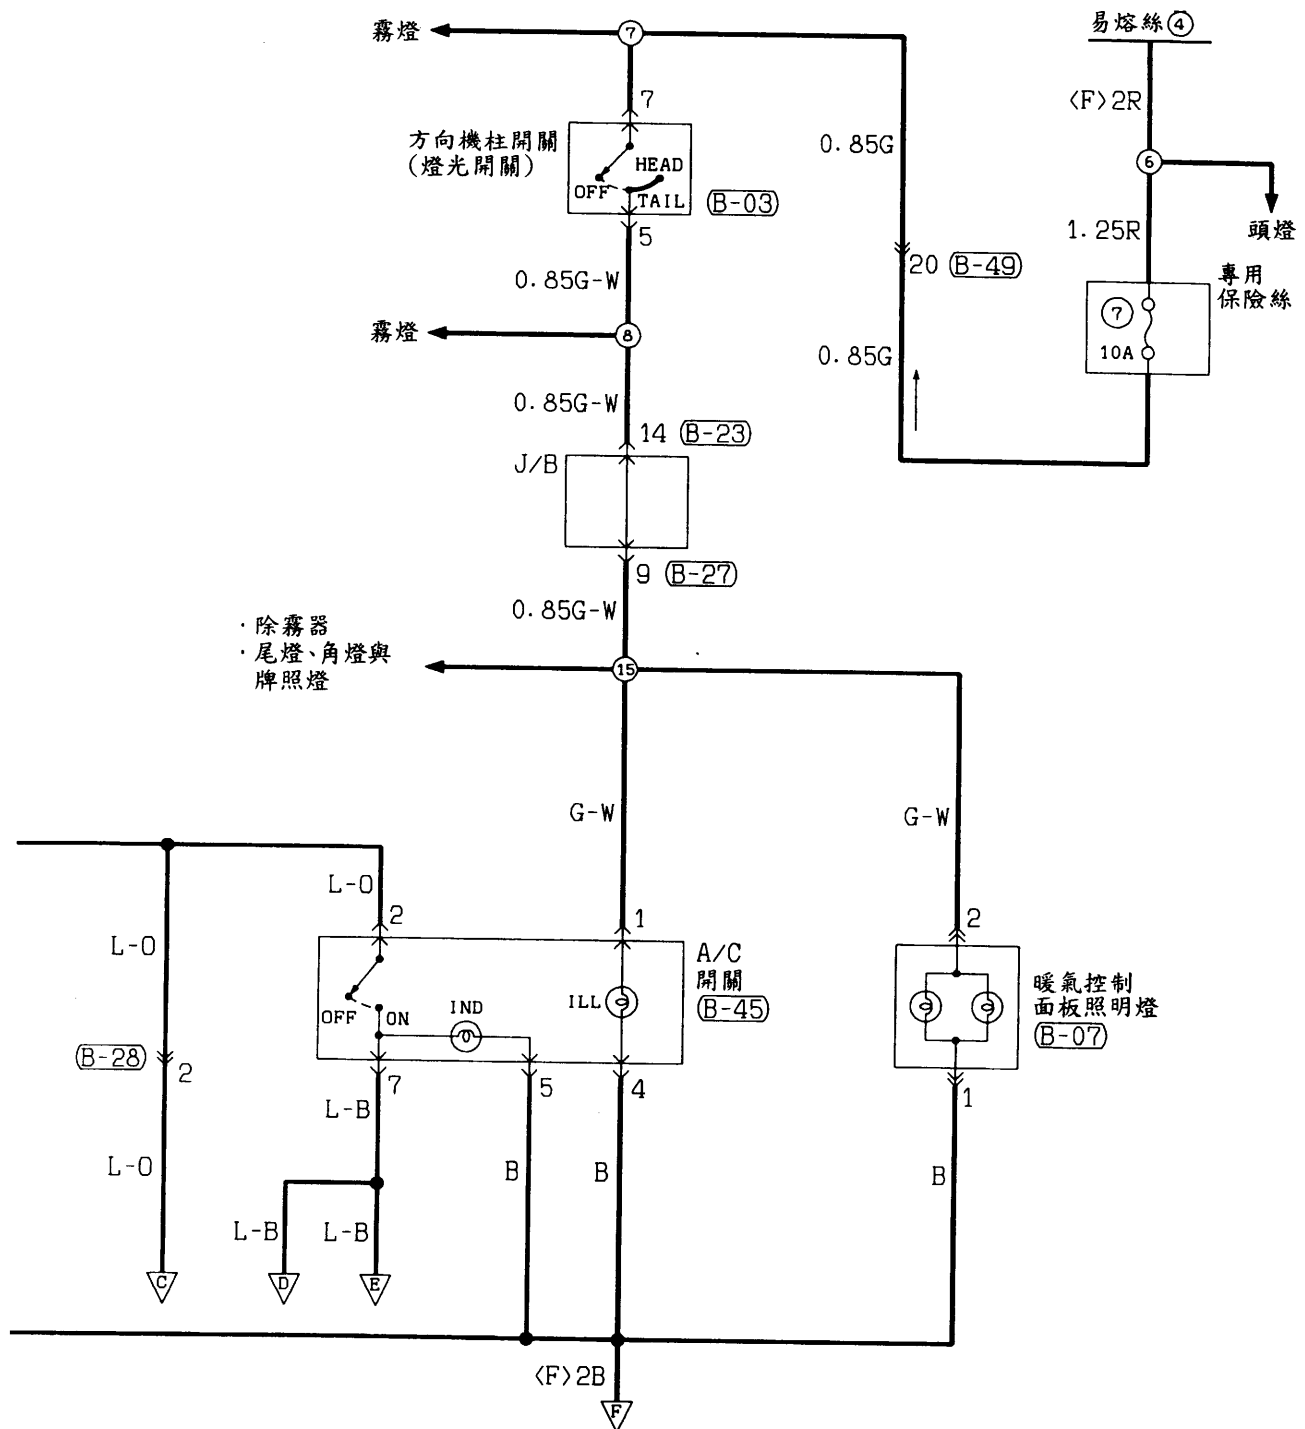 霧燈
7
易熔絲④
7
<F>2R
方向機柱開關
(燈光開關)
0.85G
HEAD
OFF
TAIL
B-03
6
5
1.25R
頭燈
20
B-49
專用
保險絲
0.85G-W
7
10A
霧燈
8
0.85G
0.85G-W
14
B-23
J/B
9
B-27
0.85G-W
·除霧器
·尾燈、角燈與
牌照燈
15
G-W
G-W
L-O
2
1
2
L-O
A/C
開關
B-45
IND
ILL
OFF
ON
暖氣控制
面板照明燈
B-07
B-28
2
7
5
4
1
L-B
L-O
B
B
B
L-B
L-B
C
D
E
<F>2B
F